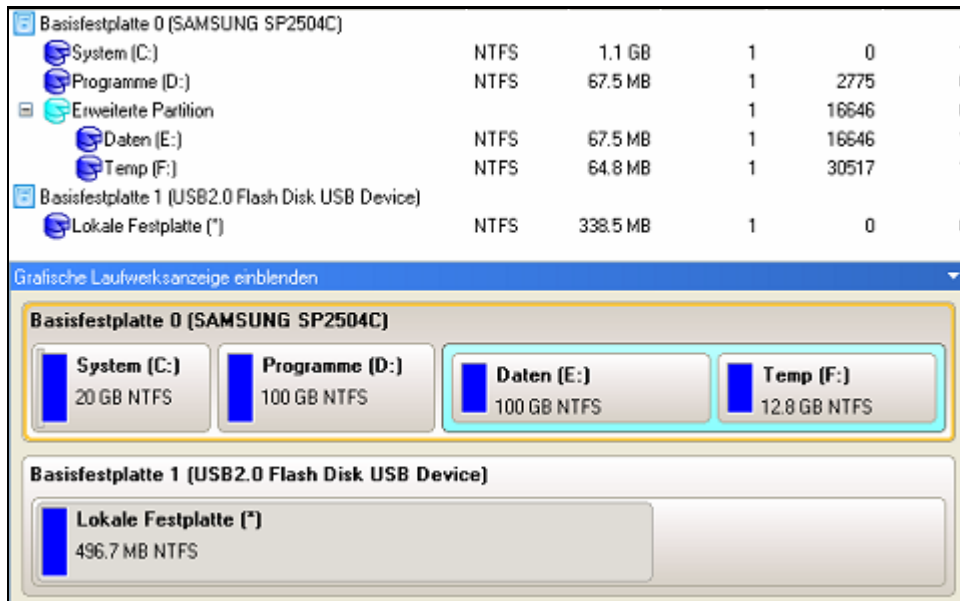 Basisfestplatte 0 (SAMSUNG SP2504C)
System (C:) NTFS 1.1 GB 1 0
Programme (D:) NTFS 67.5 MB 1 2775
Erweiterte Partition 1 16646
Daten (E:) NTFS 67.5 MB 1 16646
Temp (F:) NTFS 64.8 MB 1 30517
Basisfestplatte 1 (USB2.0 Flash Disk USB Device)
Lokale Festplatte (*) NTFS 338.5 MB 1 0
Grafische Laufwerksanzeige einblenden
Basisfestplatte 0 (SAMSUNG SP2504C)
System (C:) Programme (D:) Daten (E:) Temp (F:)
20 GB NTFS 100 GB NTFS 100 GB NTFS 12.8 GB NTFS
Basisfestplatte 1 (USB2.0 Flash Disk USB Device)
Lokale Festplatte (*)
496.7 MB NTFS